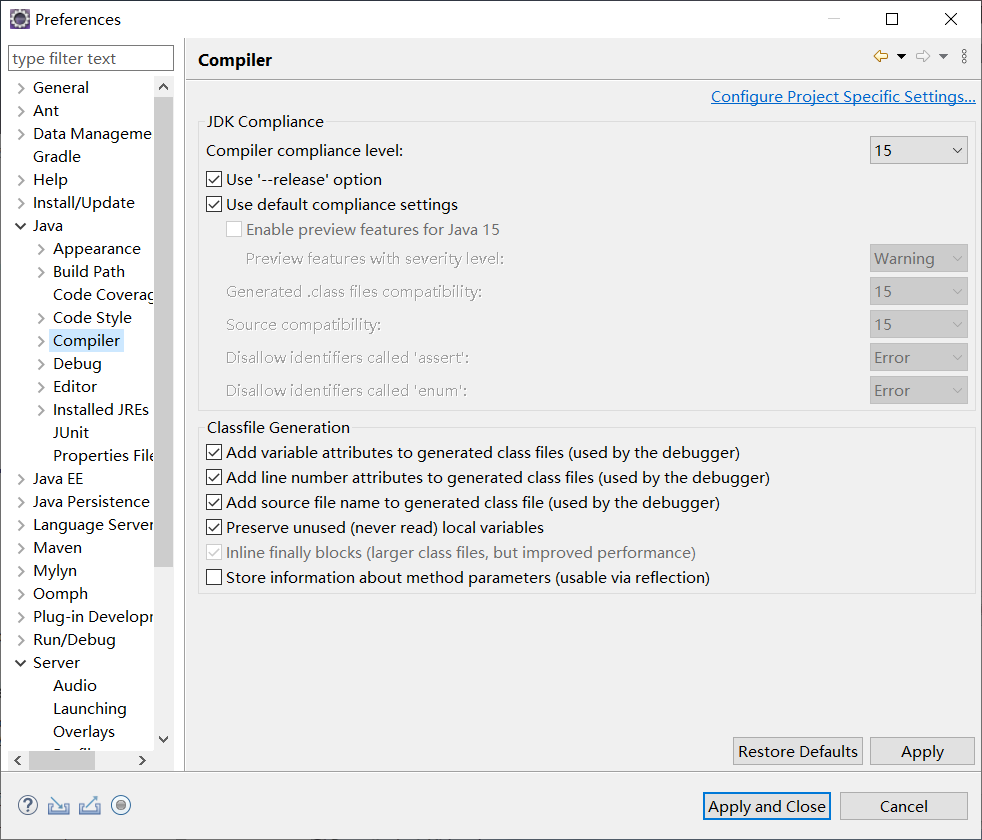 Preferences
type filter text
General
Ant
Data Manageme
Gradle
Help
Install/Update
Java
Appearance
Build Path
Code Coverag
Code Style
Compiler
Debug
Editor
Installed JREs
JUnit
Properties File
Java EE
Java Persistence
Language Server
Maven
Mylyn
Oomph
Plug-in Developr
Run/Debug
Server
Audio
Launching
Overlays
Compiler
Configure Project Specific Settings...
JDK Compliance
Compiler compliance level: 15
Use '--release' option
Use default compliance settings
Enable preview features for Java 15
Preview features with severity level: Warning
Generated .class files compatibility: 15
Source compatibility: 15
Disallow identifiers called 'assert': Error
Disallow identifiers called 'enum': Error
Classfile Generation
Add variable attributes to generated class files (used by the debugger)
Add line number attributes to generated class files (used by the debugger)
Add source file name to generated class file (used by the debugger)
Preserve unused (never read) local variables
Inline finally blocks (larger class files, but improved performance)
Store information about method parameters (usable via reflection)
Restore Defaults Apply
Apply and Close Cancel